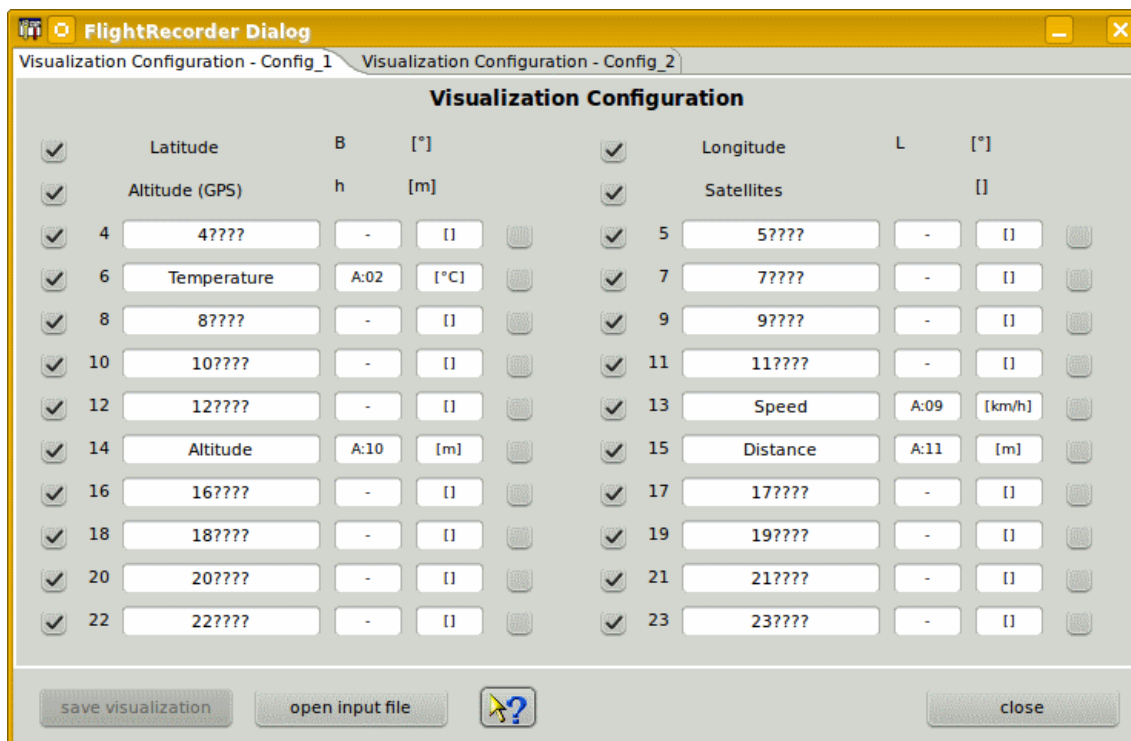 FlightRecorder Dialog
Visualization Configuration - Config_1 Visualization Configuration - Config_2
Visualization Configuration
Latitude B [°] Longitude L [°]
Altitude (GPS) h [m] Satellites []
4 4???? - [] 5 5???? - []
6 Temperature A:02 [°C] 7 7???? - []
8 8???? - [] 9 9???? - []
10 10???? - [] 11 11???? - []
12 12???? - [] 13 Speed A:09 [km/h]
14 Altitude A:10 [m] 15 Distance A:11 [m]
16 16???? - [] 17 17???? - []
18 18???? - [] 19 19???? - []
20 20???? - [] 21 21???? - []
22 22???? - [] 23 23???? - []
save visualization open input file ? close